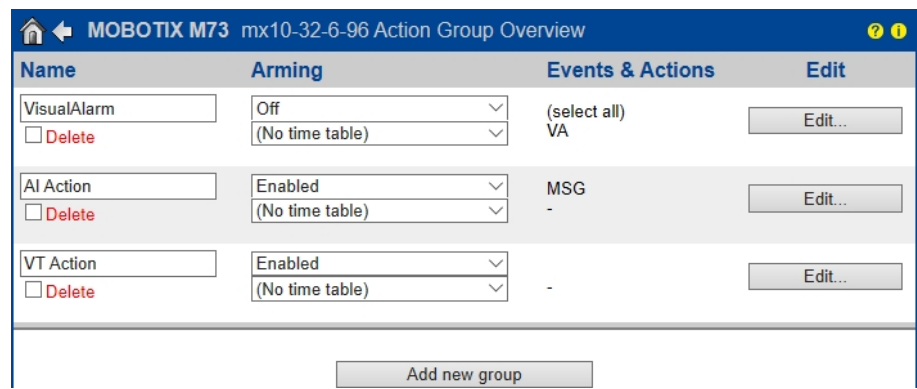 MOBOTIX M73 mx10-32-6-96 Action Group Overview ? i
Name Arming Events & Actions Edit
VisualAlarm Off (select all) Edit...
Delete (No time table) VA
AI Action Enabled MSG Edit...
Delete (No time table) -
VT Action Enabled Edit...
Delete (No time table) -
Add new group